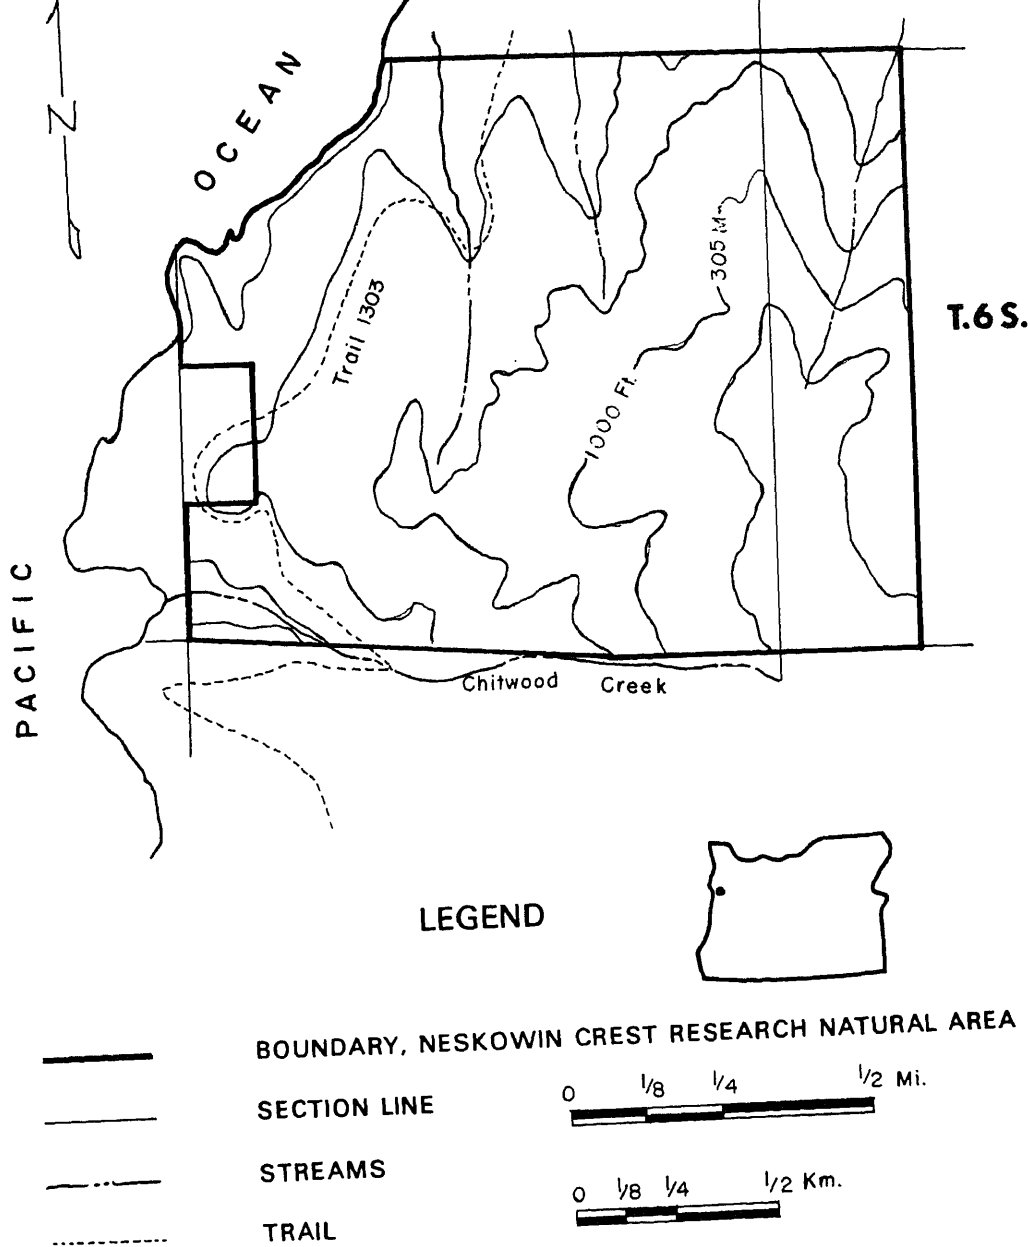 N
OCEAN
305 M
T.6 S.
Trail 1303
1000 Ft.
PACIFIC
Chitwood Creek
LEGEND
BOUNDARY, NESKOWIN CREST RESEARCH NATURAL AREA
SECTION LINE
0 1/8 1/4 1/2 Mi.
STREAMS
0 1/8 1/4 1/2 Km.
TRAIL